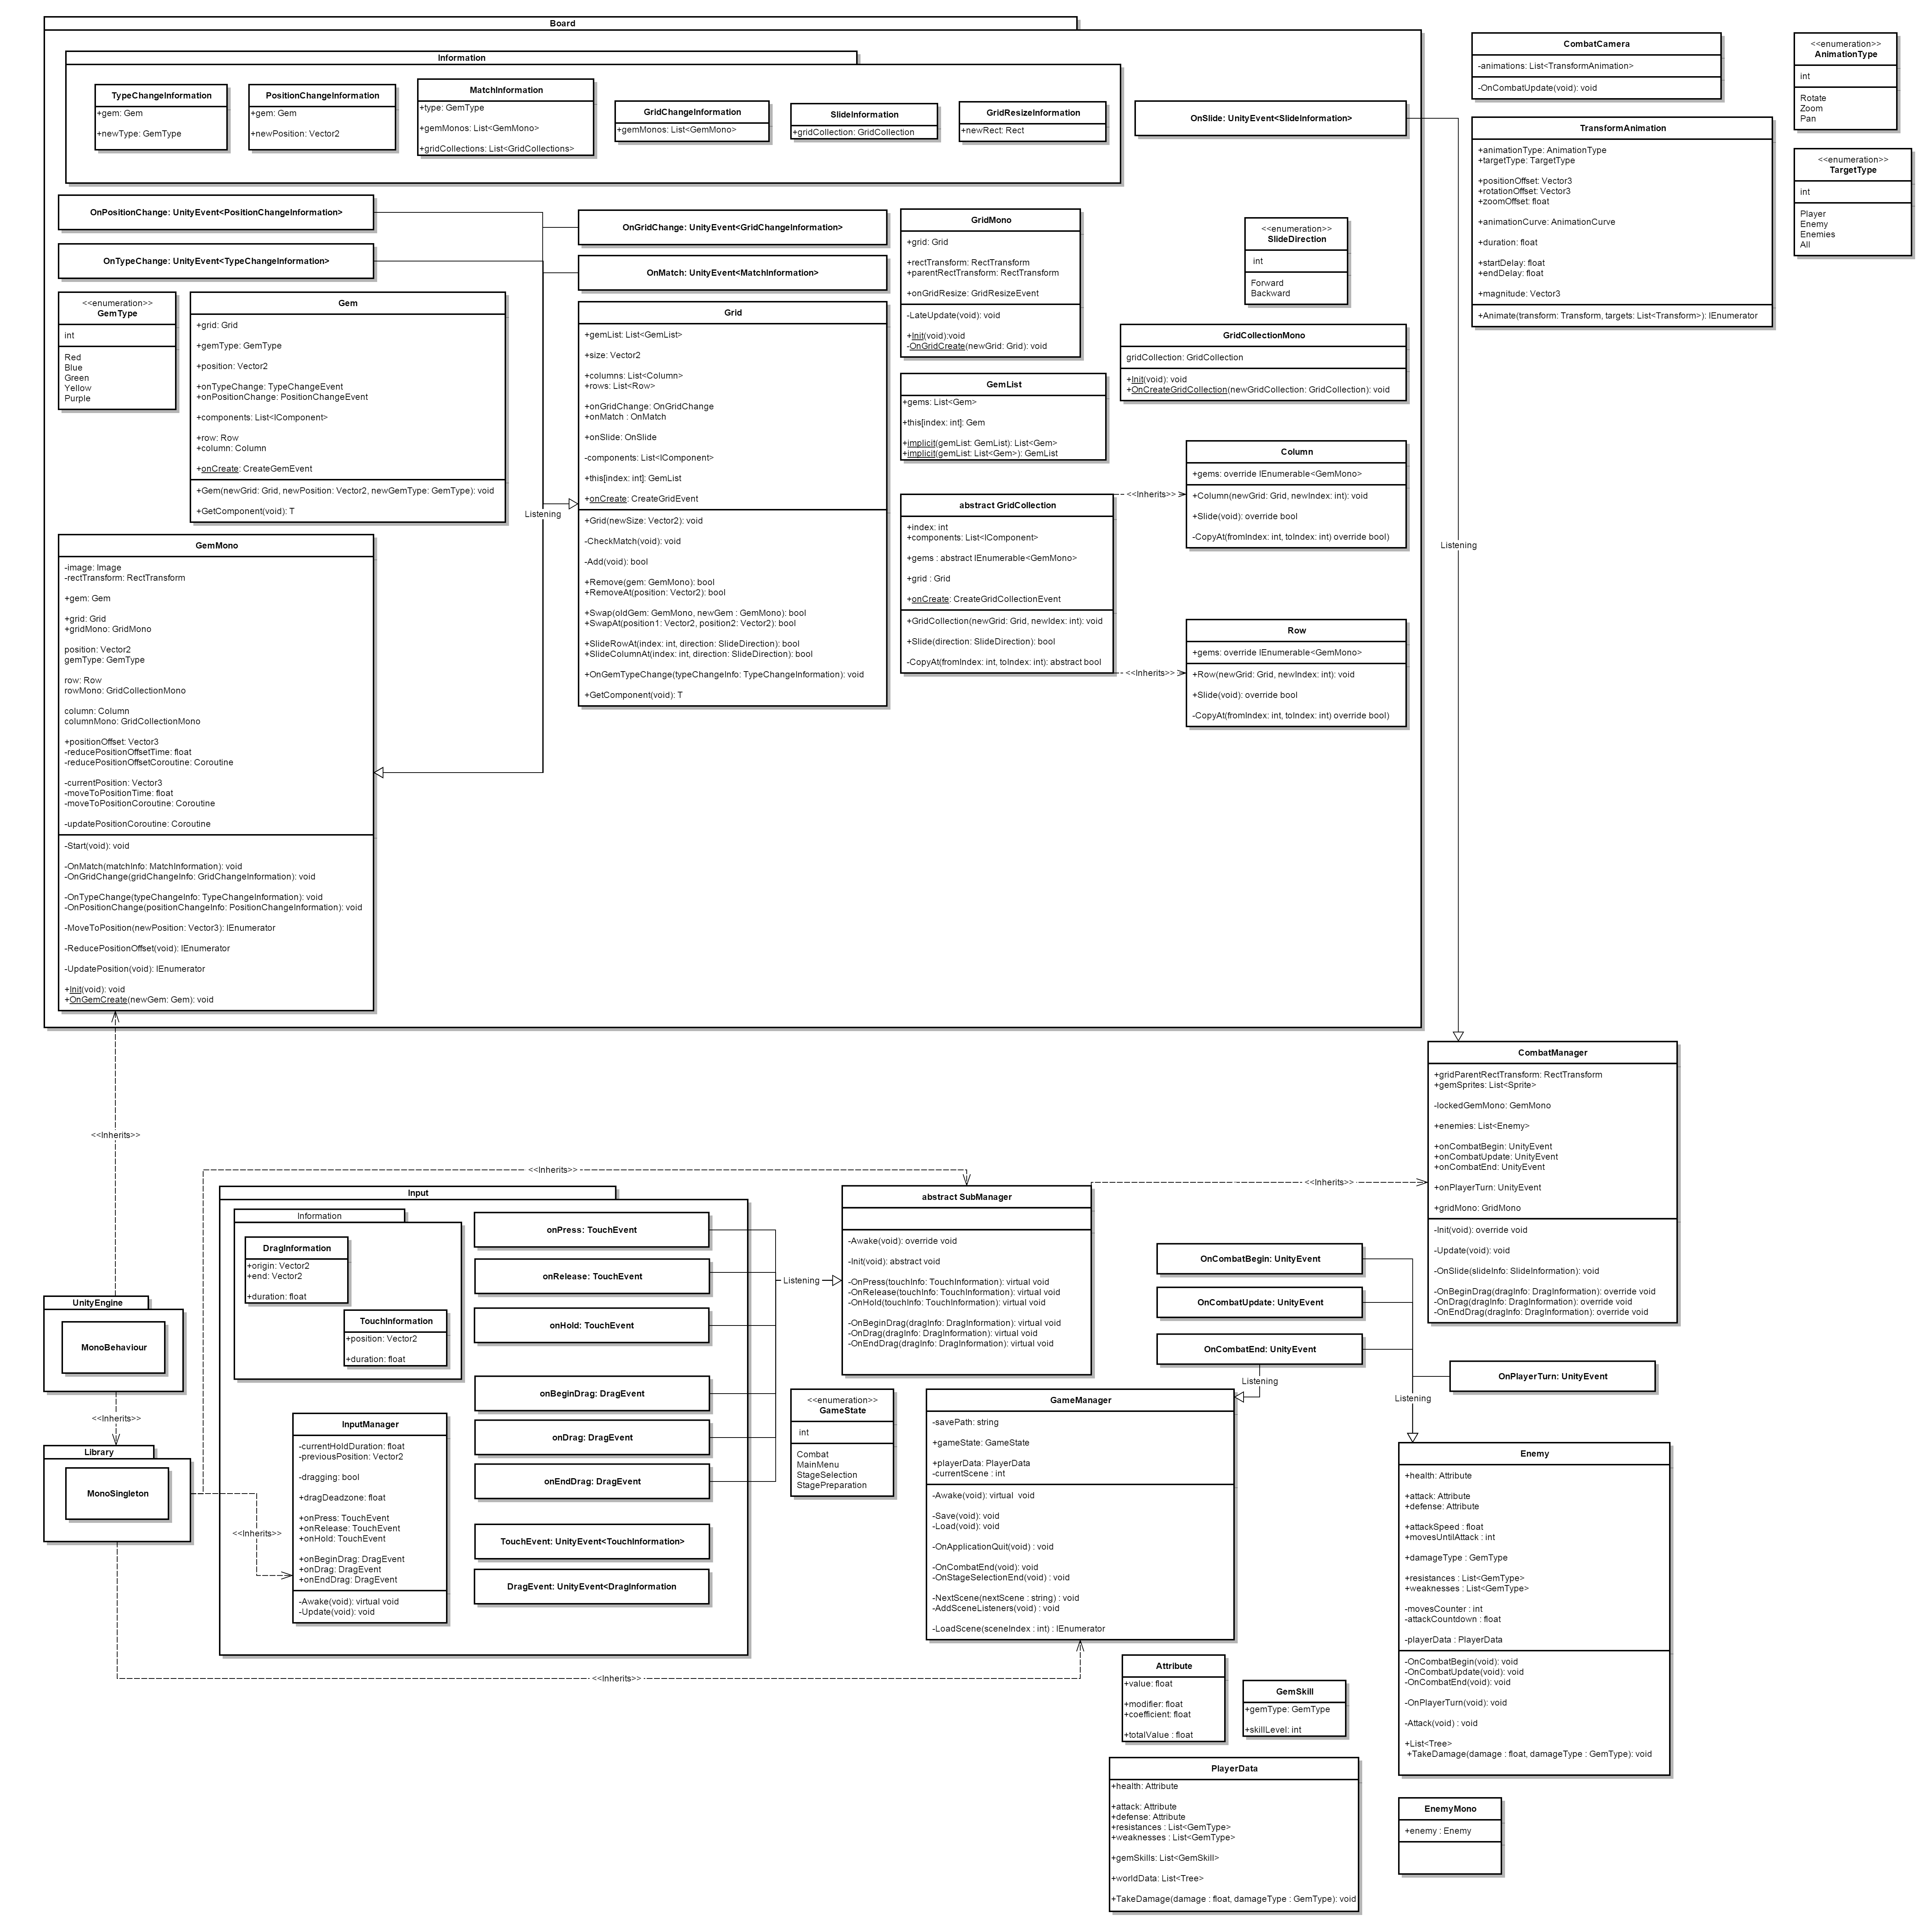 Board
Information
TypeChangeInformation
+gem: Gem
+newType: GemType
PositionChangeInformation
+gem: Gem
+newPosition: Vector2
MatchInformation
+type: GemType
+gemMonos: List<GemMono>
+gridCollections: List<GridCollections>
GridChangeInformation
+gemMonos: List<GemMono>
SlideInformation
+gridCollection: GridCollection
GridResizeInformation
+newRect: Rect
OnSlide: UnityEvent<SlideInformation>
CombatCamera
-animations: List<TransformAnimation>
-OnCombatUpdate(void): void
<<enumeration>>
AnimationType
int
Rotate
Zoom
Pan
TransformAnimation
+animationType: AnimationType
+targetType: TargetType
+positionOffset: Vector3
+rotationOffset: Vector3
+zoomOffset: float
+animationCurve: AnimationCurve
+duration: float
+startDelay: float
+endDelay: float
+magnitude: Vector3
+Animate(transform: Transform, targets: List<Transform>): IEnumerator
<<enumeration>>
TargetType
int
Player
Enemy
Enemies
All
OnPositionChange: UnityEvent<PositionChangeInformation>
OnTypeChange: UnityEvent<TypeChangeInformation>
OnGridChange: UnityEvent<GridChangeInformation>
OnMatch: UnityEvent<MatchInformation>
<<enumeration>>
GemType
int
Red
Blue
Green
Yellow
Purple
Gem
+grid: Grid
+gemType: GemType
+position: Vector2
+onTypeChange: TypeChangeEvent
+onPositionChange: PositionChangeEvent
+components: List<IComponent>
+row: Row
+column: Column
+onCreate: CreateGemEvent
+Gem(newGrid: Grid, newPosition: Vector2, newGemType: GemType): void
+GetComponent(void): T
Listening
Grid
+gemList: List<GemList>
+size: Vector2
+columns: List<Column>
+rows: List<Row>
+onGridChange: OnGridChange
+onMatch : OnMatch
+onSlide: OnSlide
-components: List<IComponent>
+this[index: int]: GemList
+onCreate: CreateGridEvent
+Grid(newSize: Vector2): void
-CheckMatch(void): void
-Add(void): bool
+Remove(gem: GemMono): bool
+RemoveAt(position: Vector2): bool
+Swap(oldGem: GemMono, newGem : GemMono): bool
+SwapAt(position1: Vector2, position2: Vector2): bool
+SlideRowAt(index: int, direction: SlideDirection): bool
+SlideColumnAt(index: int, direction: SlideDirection): bool
+OnGemTypeChange(typeChangeInfo: TypeChangeInformation): void
+GetComponent(void): T
GridMono
+grid: Grid
+rectTransform: RectTransform
+parentRectTransform: RectTransform
+onGridResize: GridResizeEvent
-LateUpdate(void): void
+Init(void):void
-OnGridCreate(newGrid: Grid): void
<<enumeration>>
SlideDirection
int
Forward
Backward
GridCollectionMono
gridCollection: GridCollection
+Init(void): void
+OnCreateGridCollection(newGridCollection: GridCollection): void
GemList
+gems: List<Gem>
+this[index: int]: Gem
+implicit(gemList: GemList): List<Gem>
+implicit(gemList: List<Gem>): GemList
abstract GridCollection
+index: int
+components: List<IComponent>
+gems : abstract IEnumerable<GemMono>
+grid : Grid
+onCreate: CreateGridCollectionEvent
+GridCollection(newGrid: Grid, newIdex: int): void
+Slide(direction: SlideDirection): bool
-CopyAt(fromIndex: int, toIndex: int): abstract bool
<<Inherits>>
<<Inherits>>
Column
+gems: override IEnumerable<GemMono>
+Column(newGrid: Grid, newIndex: int): void
+Slide(void): override bool
-CopyAt(fromIndex: int, toIndex: int) override bool)
Row
+gems: override IEnumerable<GemMono>
+Row(newGrid: Grid, newIndex: int): void
+Slide(void): override bool
-CopyAt(fromIndex: int, toIndex: int) override bool)
Listening
GemMono
-image: Image
-rectTransform: RectTransform
+gem: Gem
+grid: Grid
+gridMono: GridMono
position: Vector2
gemType: GemType
row: Row
rowMono: GridCollectionMono
column: Column
columnMono: GridCollectionMono
+positionOffset: Vector3
-reducePositionOffsetTime: float
-reducePositionOffsetCoroutine: Coroutine
-currentPosition: Vector3
-moveToPositionTime: float
-moveToPositionCoroutine: Coroutine
-updatePositionCoroutine: Coroutine
-Start(void): void
-OnMatch(matchInfo: MatchInformation): void
-OnGridChange(gridChangeInfo: GridChangeInformation): void
-OnTypeChange(typeChangeInfo: TypeChangeInformation): void
-OnPositionChange(positionChangeInfo: PositionChangeInformation): void
-MoveToPosition(newPosition: Vector3): IEnumerator
-ReducePositionOffset(void): IEnumerator
-UpdatePosition(void): IEnumerator
+Init(void): void
+OnGemCreate(newGem: Gem): void
<<Inherits>>
CombatManager
+gridParentRectTransform: RectTransform
+gemSprites: List<Sprite>
-lockedGemMono: GemMono
+enemies: List<Enemy>
+onCombatBegin: UnityEvent
+onCombatUpdate: UnityEvent
+onCombatEnd: UnityEvent
+onPlayerTurn: UnityEvent
+gridMono: GridMono
-Init(void): override void
-Update(void): void
-OnSlide(slideInfo: SlideInformation): void
-OnBeginDrag(dragInfo: DragInformation): override void
-OnDrag(dragInfo: DragInformation): override void
-OnEndDrag(dragInfo: DragInformation): override void
<<Inherits>>
<<Inherits>>
Input
Information
DragInformation
+origin: Vector2
+end: Vector2
+duration: float
TouchInformation
+position: Vector2
+duration: float
onPress: TouchEvent
onRelease: TouchEvent
onHold: TouchEvent
onBeginDrag: DragEvent
onDrag: DragEvent
onEndDrag: DragEvent
TouchEvent: UnityEvent<TouchInformation>
DragEvent: UnityEvent<DragInformation
Listening
abstract SubManager
-Awake(void): override void
-Init(void): abstract void
-OnPress(touchInfo: TouchInformation): virtual void
-OnRelease(touchInfo: TouchInformation): virtual void
-OnHold(touchInfo: TouchInformation): virtual void
-OnBeginDrag(dragInfo: DragInformation): virtual void
-OnDrag(dragInfo: DragInformation): virtual void
-OnEndDrag(dragInfo: DragInformation): virtual void
OnCombatBegin: UnityEvent
OnCombatUpdate: UnityEvent
OnCombatEnd: UnityEvent
OnPlayerTurn: UnityEvent
Listening
Listening
UnityEngine
MonoBehaviour
<<Inherits>>
Library
MonoSingleton
<<Inherits>>
InputManager
-currentHoldDuration: float
-previousPosition: Vector2
-dragging: bool
+dragDeadzone: float
+onPress: TouchEvent
+onRelease: TouchEvent
+onHold: TouchEvent
+onBeginDrag: DragEvent
+onDrag: DragEvent
+onEndDrag: DragEvent
-Awake(void): virtual void
-Update(void): void
<<enumeration>>
GameState
int
Combat
MainMenu
StageSelection
StagePreparation
GameManager
-savePath: string
+gameState: GameState
+playerData: PlayerData
-currentScene : int
-Awake(void): virtual  void
-Save(void): void
-Load(void): void
-OnApplicationQuit(void) : void
-OnCombatEnd(void): void
-OnStageSelectionEnd(void) : void
-NextScene(nextScene : string) : void
-AddSceneListeners(void) : void
-LoadScene(sceneIndex : int) : IEnumerator
<<Inherits>>
Enemy
+health: Attribute
+attack: Attribute
+defense: Attribute
+attackSpeed : float
+movesUntilAttack : int
+damageType : GemType
+resistances : List<GemType>
+weaknesses : List<GemType>
-movesCounter : int
-attackCountdown : float
-playerData : PlayerData
-OnCombatBegin(void): void
-OnCombatUpdate(void): void
-OnCombatEnd(void): void
-OnPlayerTurn(void): void
-Attack(void) : void
+List<Tree>
+TakeDamage(damage : float, damageType : GemType): void
Attribute
+value: float
+modifier: float
+coefficient: float
+totalValue : float
GemSkill
+gemType: GemType
+skillLevel: int
PlayerData
+health: Attribute
+attack: Attribute
+defense: Attribute
+resistances : List<GemType>
+weaknesses : List<GemType>
+gemSkills: List<GemSkill>
+worldData: List<Tree>
+TakeDamage(damage : float, damageType : GemType): void
EnemyMono
+enemy : Enemy